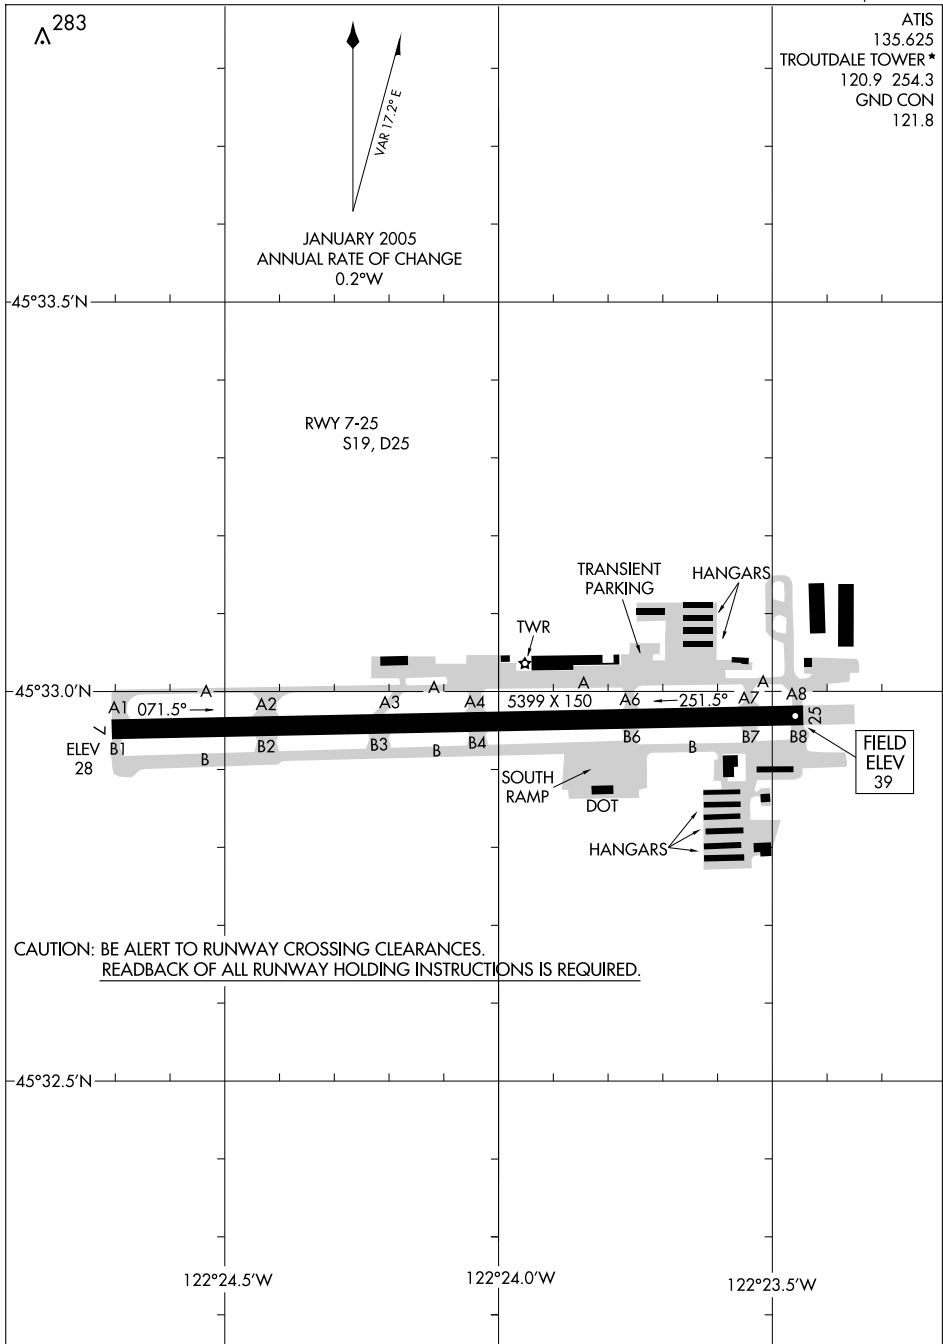 283
ATIS
135.625
TROUTDALE TOWER*
120.9 254.3
GND CON
121.8
VAR 17.2° E
JANUARY 2005
ANNUAL RATE OF CHANGE
0.2°W
45°33.5'N
RWY 7-25
S19, D25
TRANSIENT
PARKING
HANGARS
TWR
45°33.0'N
A A A A
A1 071.5° A2 A3 A4 5399 X 150 A6 251.5° A7 A8
7 25
B1 B2 B3 B4 B6 B7 B8
ELEV
28
B B B
FIELD
ELEV
39
SOUTH
RAMP
DOT
HANGARS
CAUTION: BE ALERT TO RUNWAY CROSSING CLEARANCES.
READBACK OF ALL RUNWAY HOLDING INSTRUCTIONS IS REQUIRED.
45°32.5'N
122°24.5'W
122°24.0'W
122°23.5'W